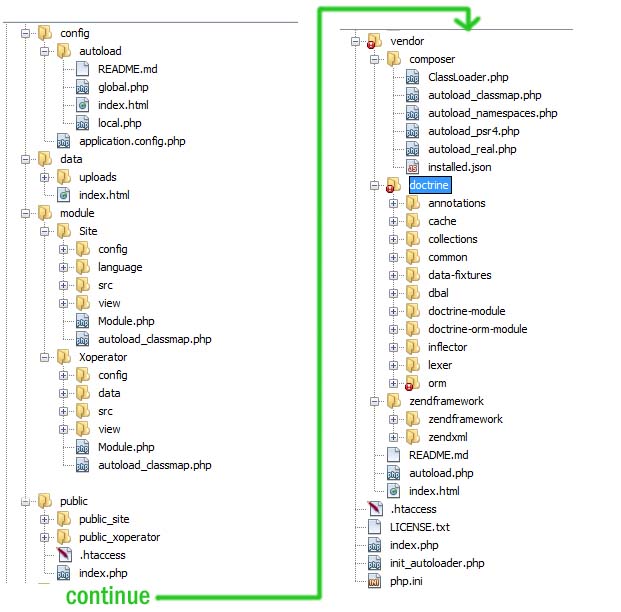 config
autoload
README.md
global.php
index.html
local.php
application.config.php
data
uploads
index.html
module
Site
config
language
src
view
Module.php
autoload_classmap.php
Xoperator
config
data
src
view
Module.php
autoload_classmap.php
public
public_site
public_xoperator
.htaccess
index.php
continue
vendor
composer
ClassLoader.php
autoload_classmap.php
autoload_namespaces.php
autoload_psr4.php
autoload_real.php
installed.json
doctrine
annotations
cache
collections
common
data-fixtures
dbal
doctrine-module
doctrine-orm-module
inflector
lexer
orm
zendframework
zendframework
zendxml
README.md
autoload.php
index.html
.htaccess
LICENSE.txt
index.php
init_autoloader.php
php.ini